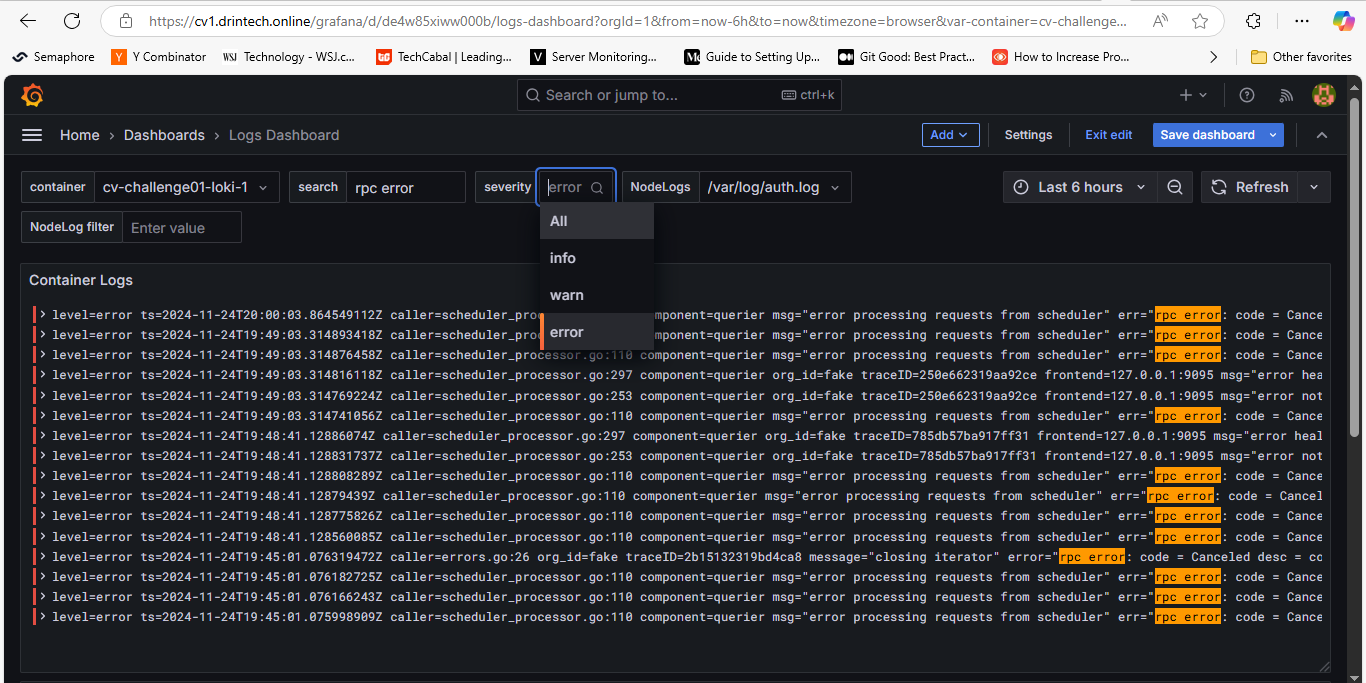 https://cv1.drintech.online/grafana/d/de4w85xiww000b/logs-dashboard?orgId=1&from=now-6h&to=now&timezone=browser&var-container=cv-challenge...
Semaphore Y Combinator WSJ Technology - WSJ.c... TC TechCabal | Leading... V Server Monitoring... Guide to Setting Up... Git Good: Best Pract... How to Increase Pro... Other favorites
Search or jump to... ctrl+k
Home › Dashboards › Logs Dashboard Add Settings Exit edit Save dashboard
container cv-challenge01-loki-1 search rpc error severity error NodeLogs /var/log/auth.log Last 6 hours Refresh
NodeLog filter Enter value
All
info
warn
error
Container Logs
level=error ts=2024-11-24T20:00:03.864549112Z caller=scheduler_proc component=querier msg="error processing requests from scheduler" err="rpc error: code = Cance
level=error ts=2024-11-24T19:49:03.314893418Z caller=scheduler_proc component=querier msg="error processing requests from scheduler" err="rpc error: code = Cance
level=error ts=2024-11-24T19:49:03.314876458Z caller=scheduler_processor.go:110 component=querier msg="error processing requests from scheduler" err="rpc error: code = Cance
level=error ts=2024-11-24T19:49:03.314816118Z caller=scheduler_processor.go:297 component=querier org_id=fake traceID=250e662319aa92ce frontend=127.0.0.1:9095 msg="error hea
level=error ts=2024-11-24T19:49:03.314769224Z caller=scheduler_processor.go:253 component=querier org_id=fake traceID=250e662319aa92ce frontend=127.0.0.1:9095 msg="error not
level=error ts=2024-11-24T19:49:03.314741056Z caller=scheduler_processor.go:110 component=querier msg="error processing requests from scheduler" err="rpc error: code = Cance
level=error ts=2024-11-24T19:48:41.12886074Z caller=scheduler_processor.go:297 component=querier org_id=fake traceID=785db57ba917ff31 frontend=127.0.0.1:9095 msg="error heal
level=error ts=2024-11-24T19:48:41.128831737Z caller=scheduler_processor.go:253 component=querier org_id=fake traceID=785db57ba917ff31 frontend=127.0.0.1:9095 msg="error not
level=error ts=2024-11-24T19:48:41.128808289Z caller=scheduler_processor.go:110 component=querier msg="error processing requests from scheduler" err="rpc error: code = Cance
level=error ts=2024-11-24T19:48:41.12879439Z caller=scheduler_processor.go:110 component=querier msg="error processing requests from scheduler" err="rpc error: code = Cancel
level=error ts=2024-11-24T19:48:41.128775826Z caller=scheduler_processor.go:110 component=querier msg="error processing requests from scheduler" err="rpc error: code = Cance
level=error ts=2024-11-24T19:48:41.128560085Z caller=scheduler_processor.go:110 component=querier msg="error processing requests from scheduler" err="rpc error: code = Cance
level=error ts=2024-11-24T19:45:01.076319472Z caller=errors.go:26 org_id=fake traceID=2b15132319bd4ca8 message="closing iterator" error="rpc error: code = Canceled desc = co
level=error ts=2024-11-24T19:45:01.076182725Z caller=scheduler_processor.go:110 component=querier msg="error processing requests from scheduler" err="rpc error: code = Cance
level=error ts=2024-11-24T19:45:01.076166243Z caller=scheduler_processor.go:110 component=querier msg="error processing requests from scheduler" err="rpc error: code = Cance
level=error ts=2024-11-24T19:45:01.075998909Z caller=scheduler_processor.go:110 component=querier msg="error processing requests from scheduler" err="rpc error: code = Cance